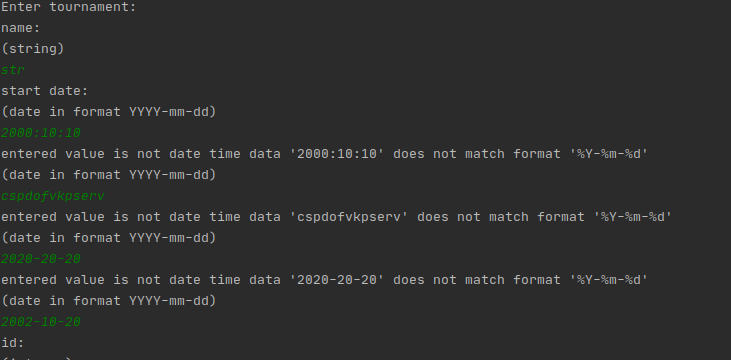 Enter tournament:
name:
(string)
str
start date:
(date in format YYYY-mm-dd)
2000:10:10
entered value is not date time data '2000:10:10' does not match format '%Y-%m-%d'
(date in format YYYY-mm-dd)
cspdofvkpserv
entered value is not date time data 'cspdofvkpserv' does not match format '%Y-%m-%d'
(date in format YYYY-mm-dd)
2020-20-20
entered value is not date time data '2020-20-20' does not match format '%Y-%m-%d'
(date in format YYYY-mm-dd)
2002-10-20
id: